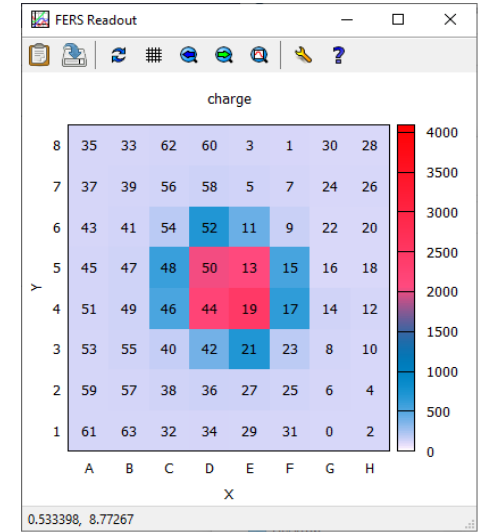 FERS Readout
charge
8 35 33 62 60 3 1 30 28
7 37 39 56 58 5 7 24 26
6 43 41 54 52 11 9 22 20
5 45 47 48 50 13 15 16 18
4 51 49 46 44 19 17 14 12
3 53 55 40 42 21 23 8 10
2 59 57 38 36 27 25 6 4
1 61 63 32 34 29 31 0 2
A B C D E F G H
X
Y
4000
3500
3000
2500
2000
1500
1000
500
0
0.533398, 8.77267